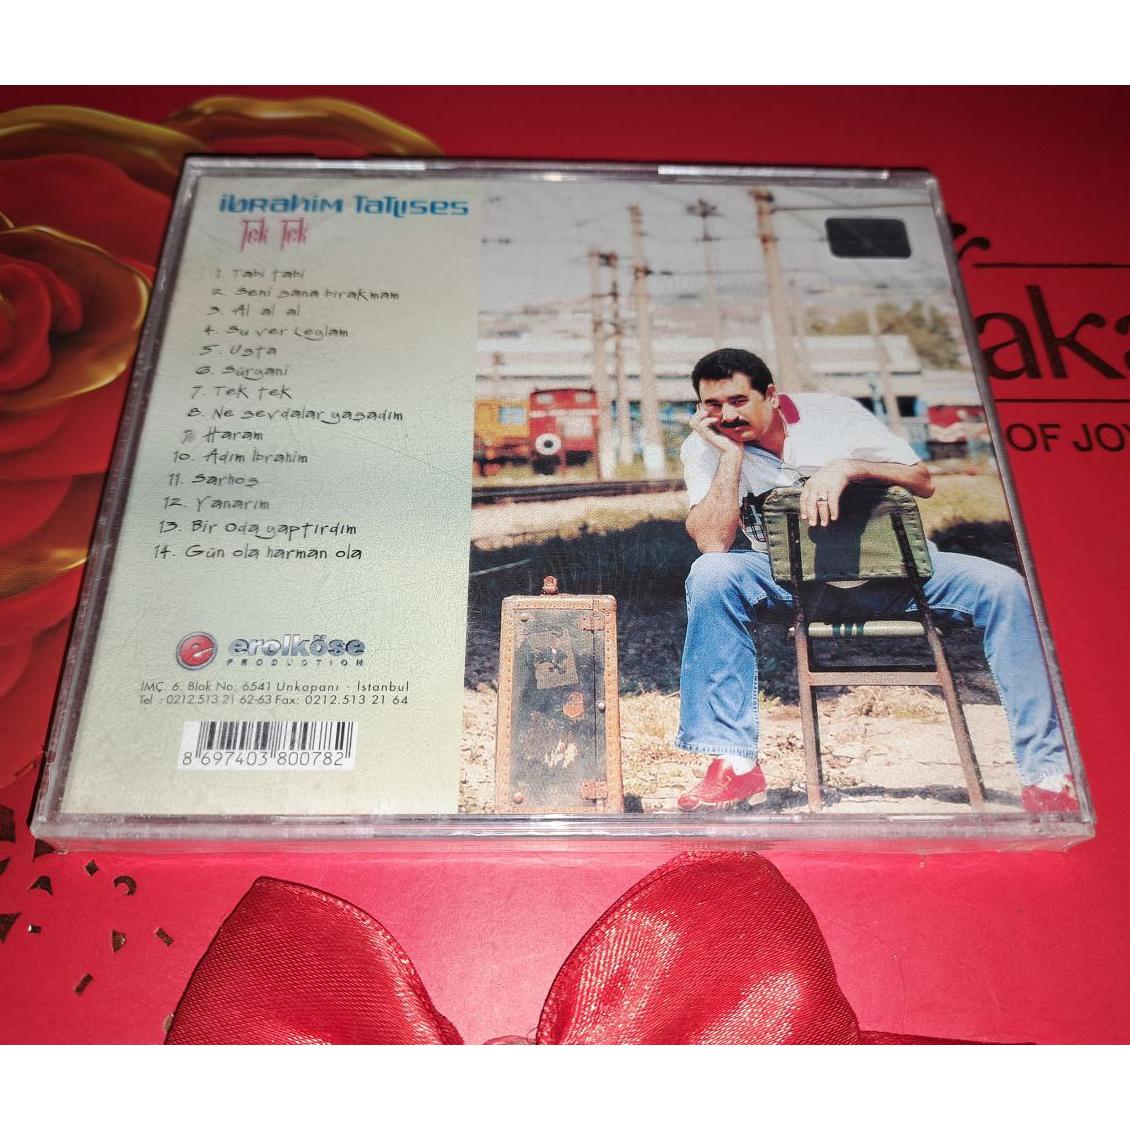 ibrahim Tatlıses
Tek Tek
1. Tabi tabi
2. Seni sana bırakmam
3. Al al al
4. Su ver Leylam
5. Usta
6. Süryani
7. Tek tek
8. Ne sevdalar yaşadım
9. Haram
10. Adım İbrahim
11. Sarhoş
12. Yanarım
13. Bir Oda yaptırdım
14. Gün ola harman ola
e erolköse
PRODUCTION
İMÇ. 6. Blok No: 6541 Unkapanı - İstanbul
Tel : 0212.513 21 62-63 Fax: 0212.513 21 64
8 697403 800782
aka
OF JOY